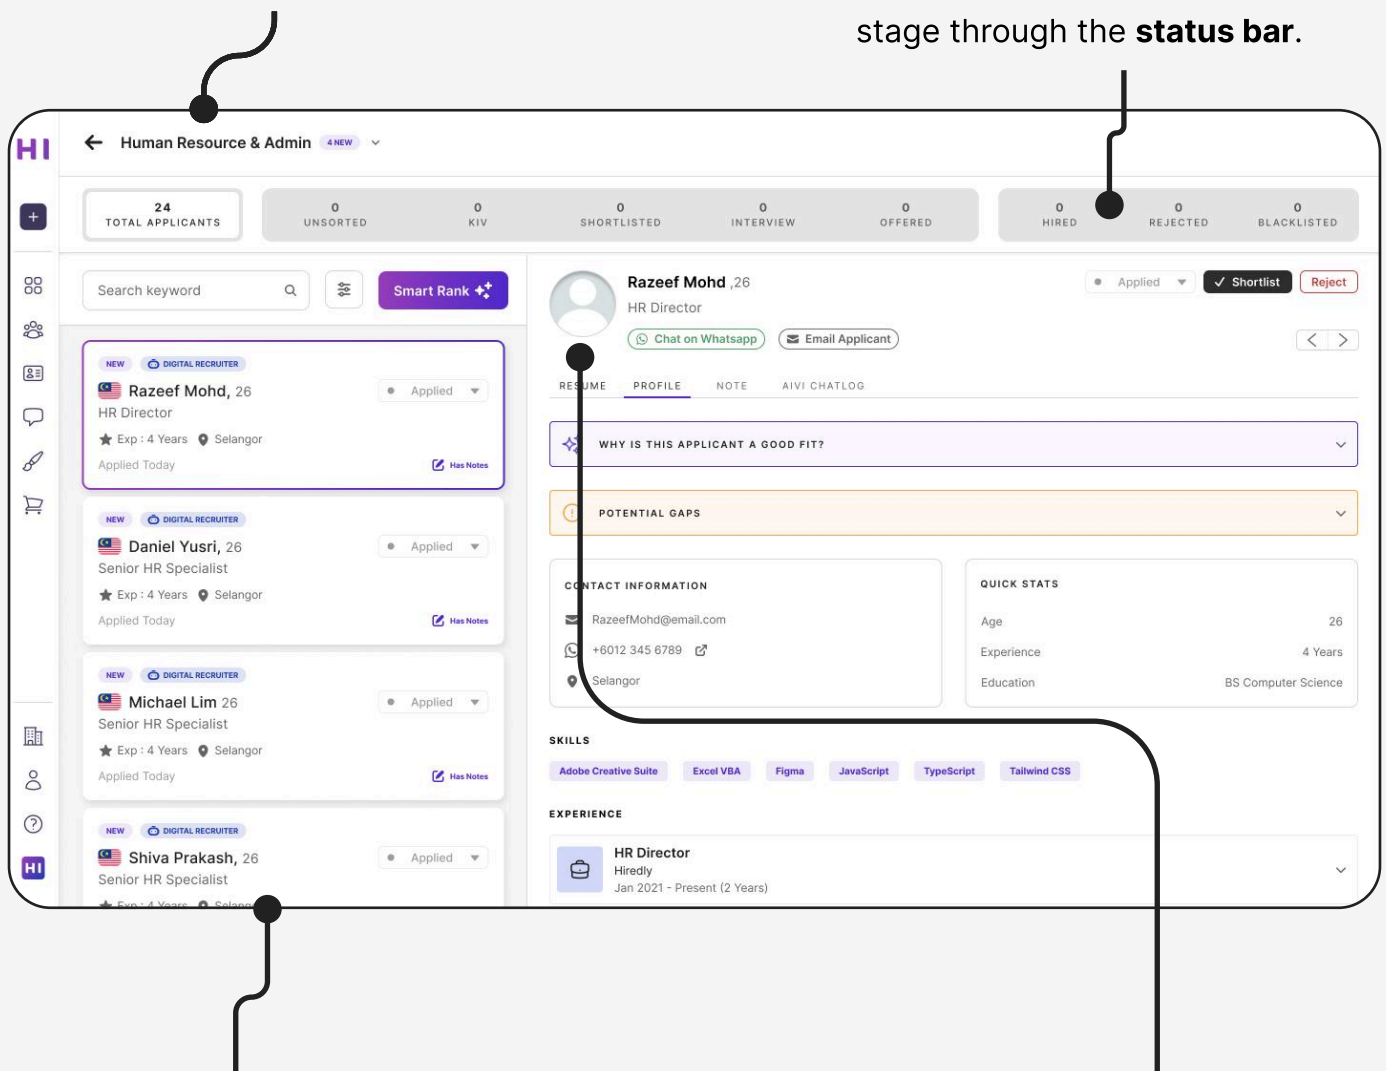 stage through the status bar.
HI
Human Resource & Admin 4 NEW
24 0 0 0 0 0 0 0 0
TOTAL APPLICANTS UNSORTED KIV SHORTLISTED INTERVIEW OFFERED HIRED REJECTED BLACKLISTED
Search keyword Smart Rank
NEW DIGITAL RECRUITER
Razeef Mohd, 26 Applied
HR Director
Exp : 4 Years Selangor
Applied Today Has Notes
NEW DIGITAL RECRUITER
Daniel Yusri, 26 Applied
Senior HR Specialist
Exp : 4 Years Selangor
Applied Today Has Notes
NEW DIGITAL RECRUITER
Michael Lim 26 Applied
Senior HR Specialist
Exp : 4 Years Selangor
Applied Today Has Notes
NEW DIGITAL RECRUITER
Shiva Prakash, 26 Applied
Senior HR Specialist
Exp : 4 Years Selangor
HI
Razeef Mohd ,26 Applied Shortlist Reject
HR Director
Chat on Whatsapp Email Applicant
RESUME PROFILE NOTE AIVI CHATLOG
WHY IS THIS APPLICANT A GOOD FIT?
POTENTIAL GAPS
CONTACT INFORMATION
RazeefMohd@email.com
+6012 345 6789
Selangor
QUICK STATS
Age 26
Experience 4 Years
Education BS Computer Science
SKILLS
Adobe Creative Suite Excel VBA Figma JavaScript TypeScript Tailwind CSS
EXPERIENCE
HR Director
Hiredly
Jan 2021 - Present (2 Years)